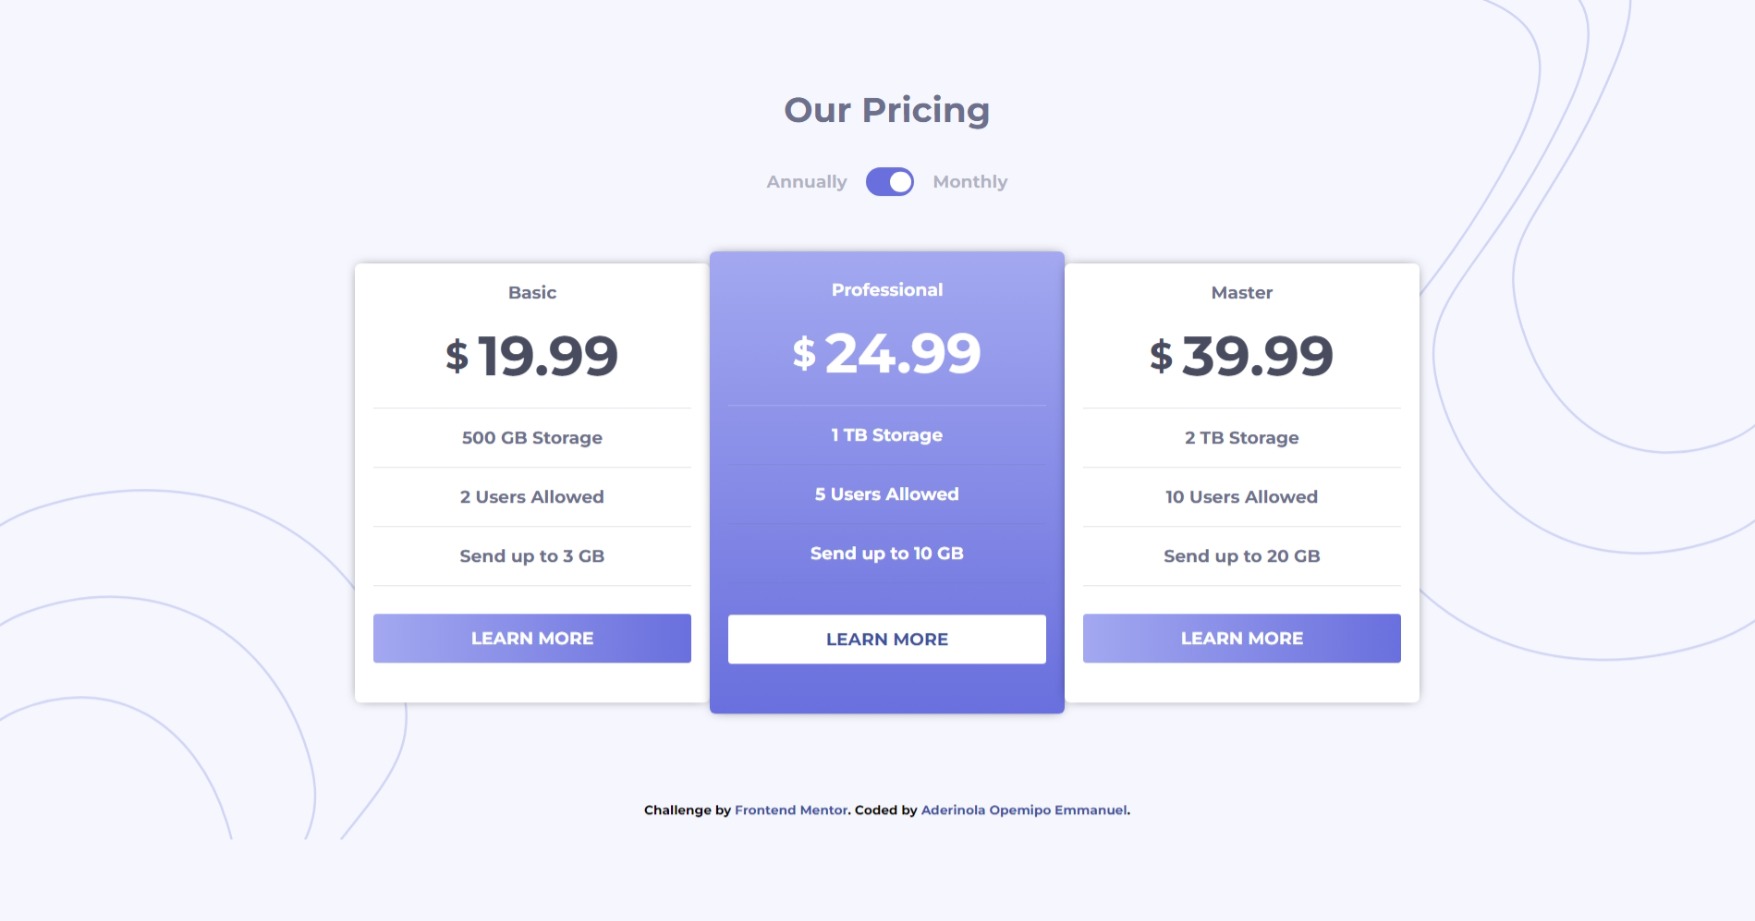 Our Pricing
Annually Monthly
Basic
$ 19.99
500 GB Storage
2 Users Allowed
Send up to 3 GB
LEARN MORE
Professional
$ 24.99
1 TB Storage
5 Users Allowed
Send up to 10 GB
LEARN MORE
Master
$ 39.99
2 TB Storage
10 Users Allowed
Send up to 20 GB
LEARN MORE
Challenge by Frontend Mentor. Coded by Aderinola Opemipo Emmanuel.